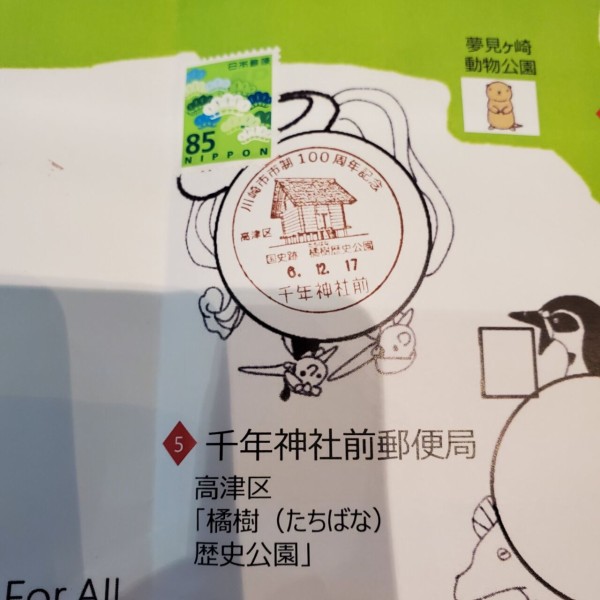 夢見ヶ崎
動物公園
日本郵便
85
NIPPON
川崎市市制100周年記念
高津区
国史跡 橘樹歴史公園
6.12.17
千年神社前
5 千年神社前郵便局
高津区
「橘樹（たちばな）
歴史公園」
For All